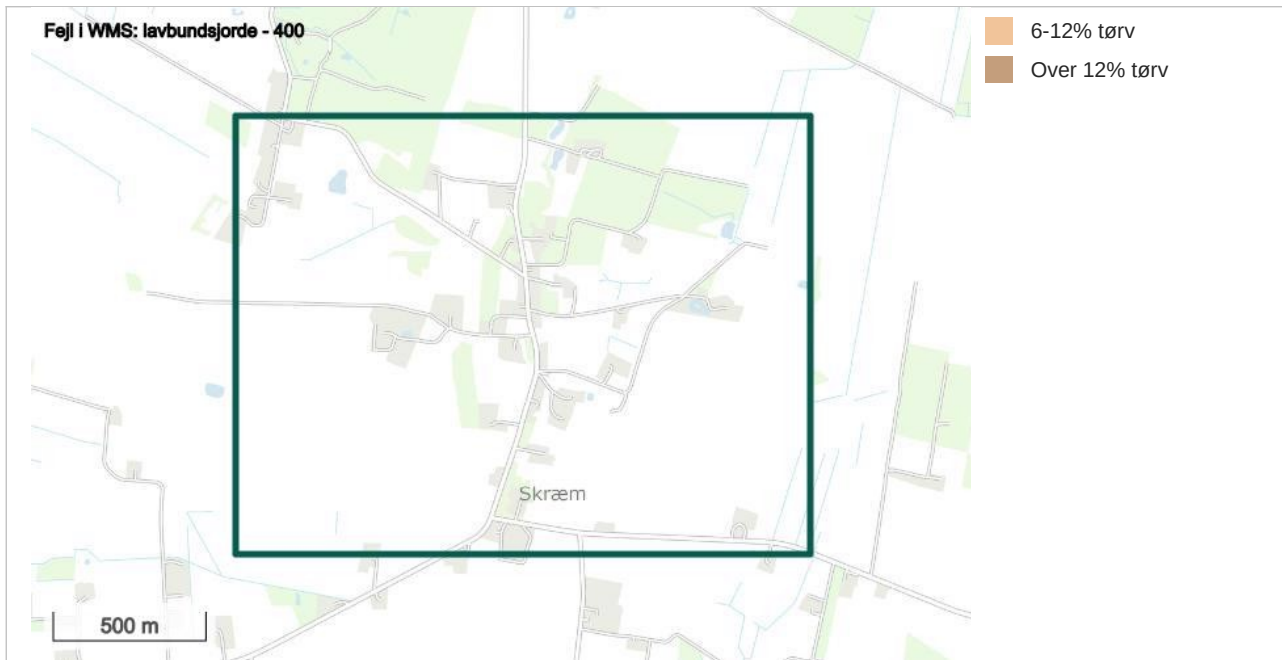 Fejl i WMS: lavbundsjorde - 400
6-12% tørv
Over 12% tørv
Skræm
500 m